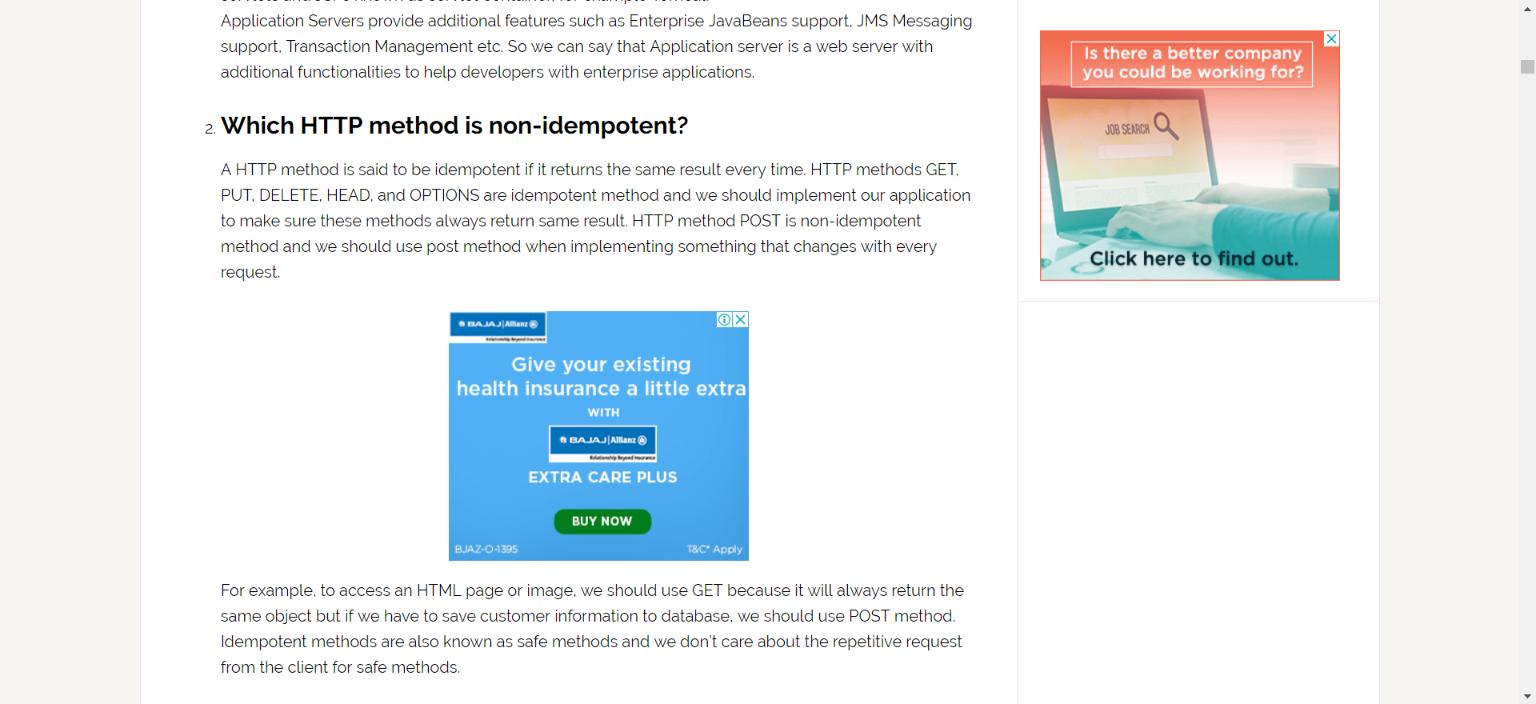 Application Servers provide additional features such as Enterprise JavaBeans support, JMS Messaging
support, Transaction Management etc. So we can say that Application server is a web server with
additional functionalities to help developers with enterprise applications.
2. Which HTTP method is non-idempotent?
A HTTP method is said to be idempotent if it returns the same result every time. HTTP methods GET,
PUT, DELETE, HEAD, and OPTIONS are idempotent method and we should implement our application
to make sure these methods always return same result. HTTP method POST is non-idempotent
method and we should use post method when implementing something that changes with every
request.
BAJAJ | Allianz
Relationship Beyond Insurance
Give your existing
health insurance a little extra
WITH
BAJAJ | Allianz
Relationship Beyond Insurance
EXTRA CARE PLUS
BUY NOW
BJAZ-O-1395 T&C* Apply
For example, to access an HTML page or image, we should use GET because it will always return the
same object but if we have to save customer information to database, we should use POST method.
Idempotent methods are also known as safe methods and we don't care about the repetitive request
from the client for safe methods.
Is there a better company
you could be working for?
JOB SEARCH
Click here to find out.